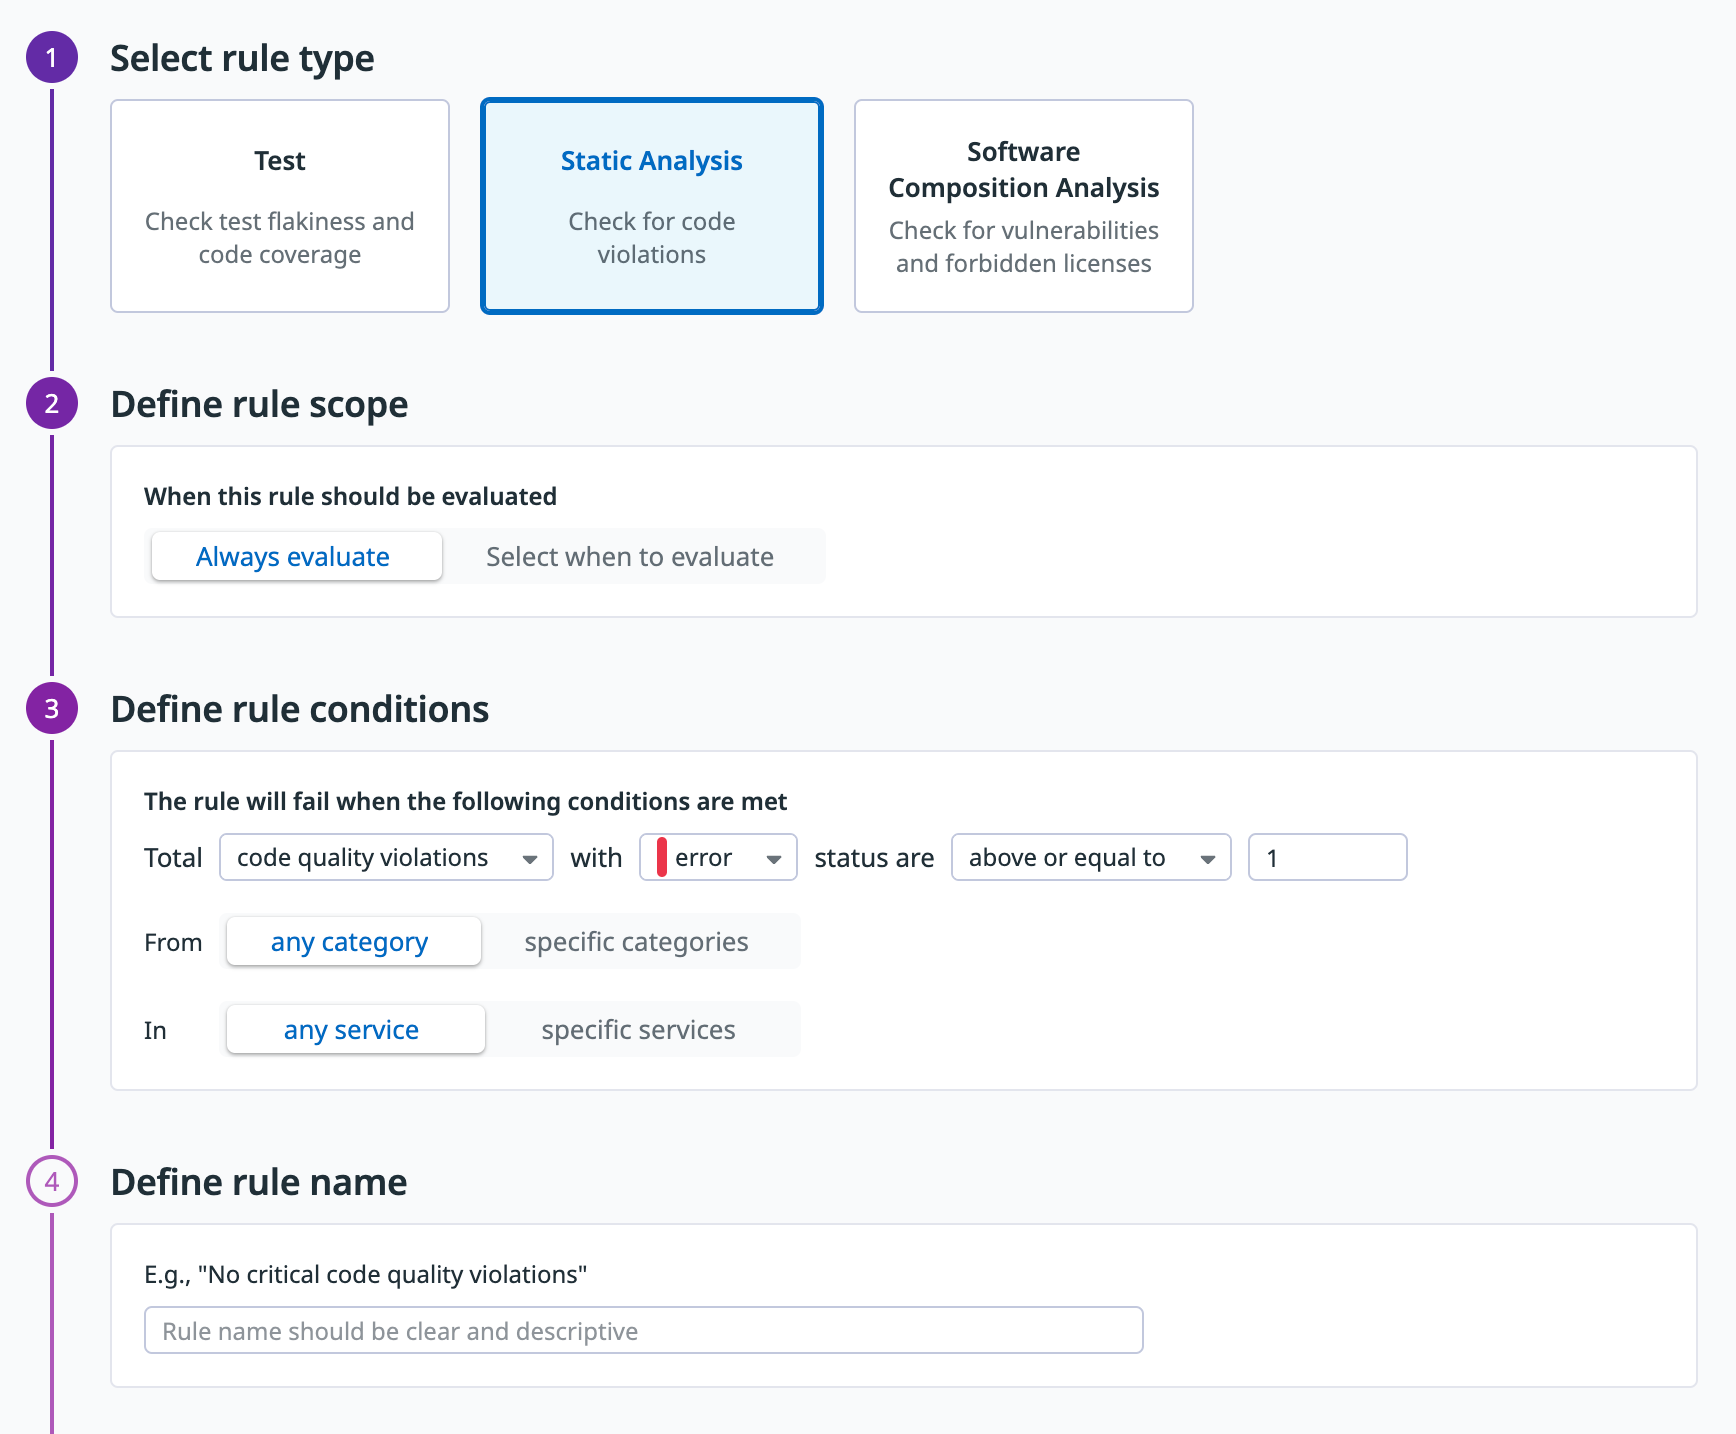 1 Select rule type
Test
Check test flakiness and
code coverage
Static Analysis
Check for code
violations
Software
Composition Analysis
Check for vulnerabilities
and forbidden licenses
2 Define rule scope
When this rule should be evaluated
Always evaluate Select when to evaluate
3 Define rule conditions
The rule will fail when the following conditions are met
Total code quality violations with error status are above or equal to 1
From any category specific categories
In any service specific services
4 Define rule name
E.g., "No critical code quality violations"
Rule name should be clear and descriptive